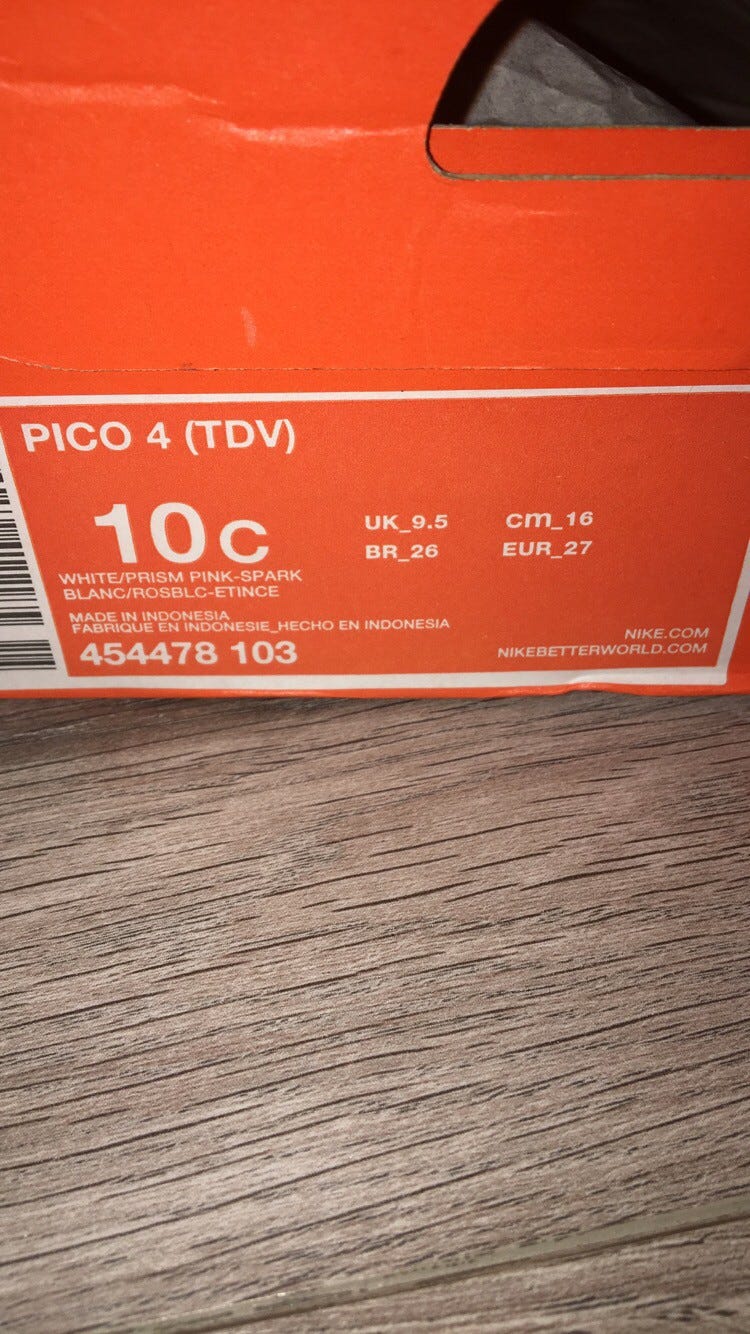 PICO 4 (TDV)
10C
UK_9.5 cm_16
BR_26 EUR_27
WHITE/PRISM PINK-SPARK
BLANC/ROSBLC-ETINCE
MADE IN INDONESIA
FABRIQUE EN INDONESIE_HECHO EN INDONESIA
454478 103
NIKE.COM
NIKEBETTERWORLD.COM